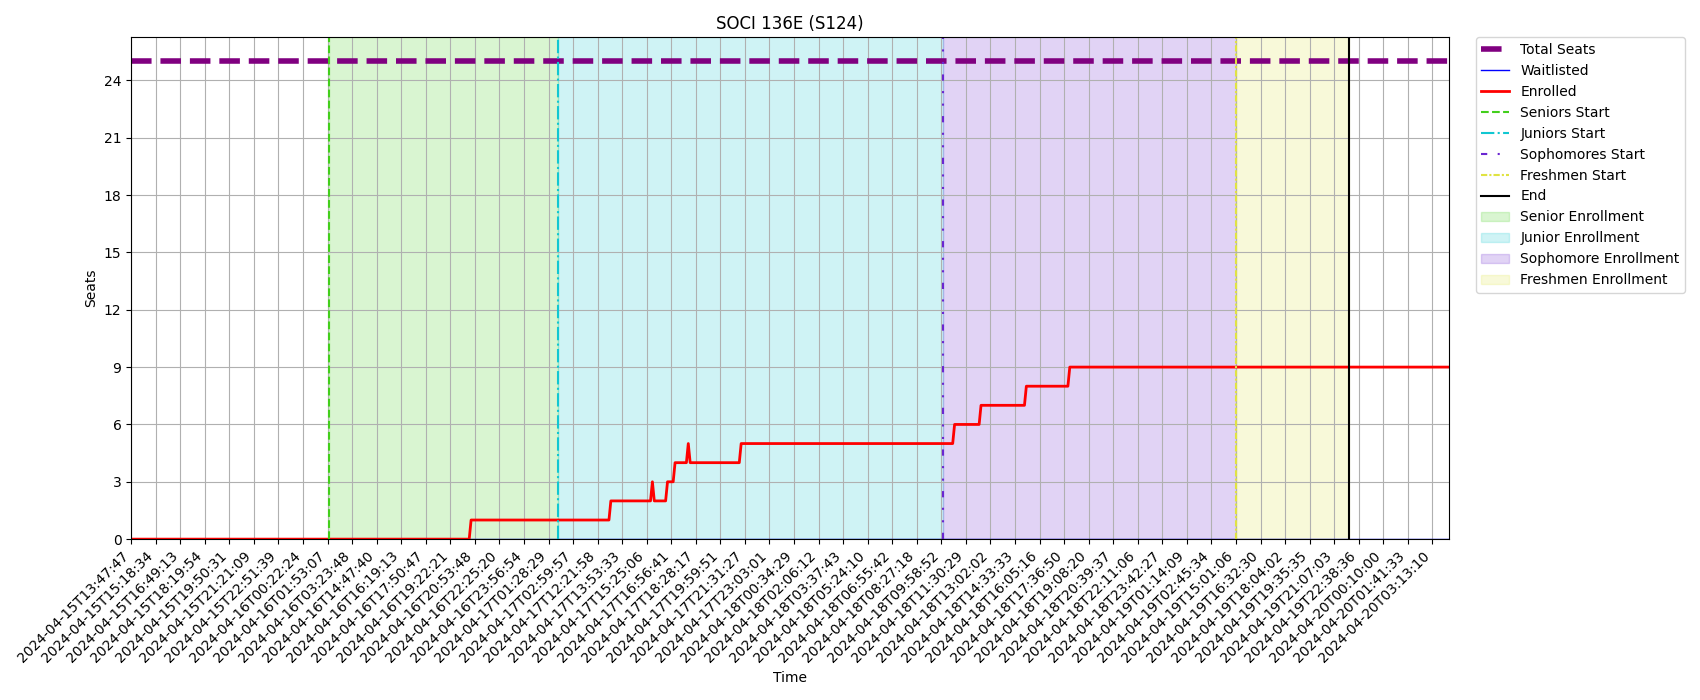 SOCI 136E (S124)
Seats
24
21
18
15
12
9
6
3
0
2024-04-15T13:47:47
2024-04-15T15:18:34
2024-04-15T16:49:13
2024-04-15T18:19:54
2024-04-15T19:50:31
2024-04-15T21:21:09
2024-04-15T22:51:39
2024-04-16T00:22:24
2024-04-16T01:53:07
2024-04-16T03:23:48
2024-04-16T14:47:40
2024-04-16T16:19:13
2024-04-16T17:50:47
2024-04-16T19:22:21
2024-04-16T20:53:48
2024-04-16T22:25:20
2024-04-16T23:56:54
2024-04-17T01:28:29
2024-04-17T02:59:57
2024-04-17T12:21:58
2024-04-17T13:53:33
2024-04-17T15:25:06
2024-04-17T16:56:41
2024-04-17T18:28:17
2024-04-17T19:59:51
2024-04-17T21:31:27
2024-04-17T23:03:01
2024-04-18T00:34:29
2024-04-18T02:06:12
2024-04-18T03:37:43
2024-04-18T05:24:10
2024-04-18T06:55:42
2024-04-18T08:27:18
2024-04-18T09:58:52
2024-04-18T11:30:29
2024-04-18T13:02:02
2024-04-18T14:33:33
2024-04-18T16:05:16
2024-04-18T17:36:50
2024-04-18T19:08:20
2024-04-18T20:39:37
2024-04-18T22:11:06
2024-04-18T23:42:27
2024-04-19T01:14:09
2024-04-19T02:45:34
2024-04-19T15:01:06
2024-04-19T16:32:30
2024-04-19T18:04:02
2024-04-19T19:35:35
2024-04-19T21:07:03
2024-04-19T22:38:36
2024-04-20T00:10:00
2024-04-20T01:41:33
2024-04-20T03:13:10
Time
Total Seats
Waitlisted
Enrolled
Seniors Start
Juniors Start
Sophomores Start
Freshmen Start
End
Senior Enrollment
Junior Enrollment
Sophomore Enrollment
Freshmen Enrollment